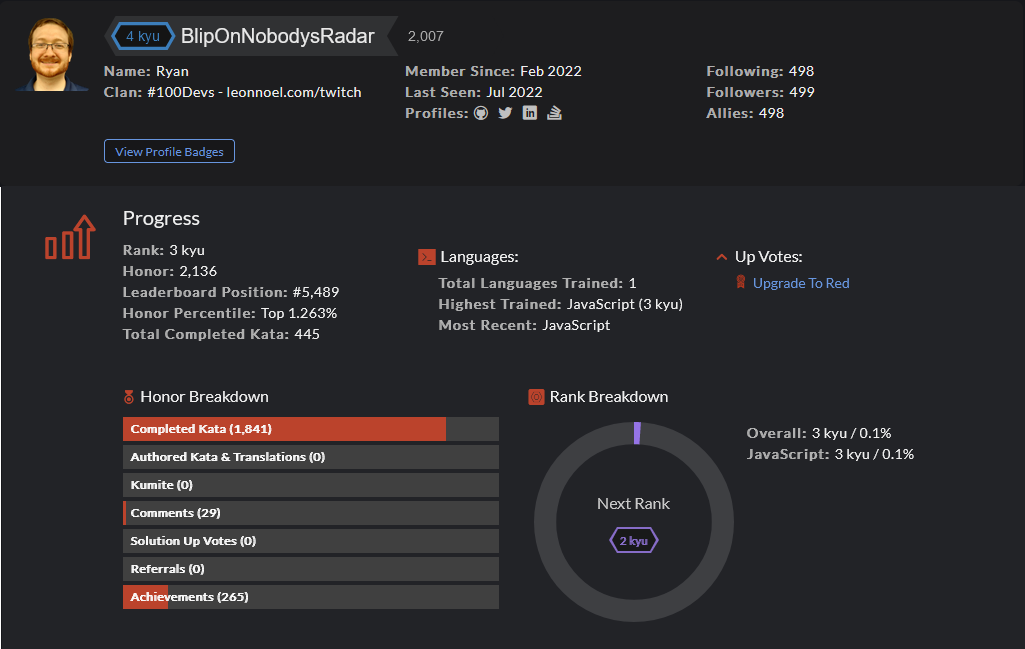 4 kyu BlipOnNobodysRadar 2,007
Name: Ryan
Clan: #100Devs - leonnoel.com/twitch
Member Since: Feb 2022
Last Seen: Jul 2022
Profiles:
Following: 498
Followers: 499
Allies: 498
View Profile Badges
Progress
Rank: 3 kyu
Honor: 2,136
Leaderboard Position: #5,489
Honor Percentile: Top 1.263%
Total Completed Kata: 445
Languages:
Total Languages Trained: 1
Highest Trained: JavaScript (3 kyu)
Most Recent: JavaScript
Up Votes:
Upgrade To Red
Honor Breakdown
Completed Kata (1,841)
Authored Kata & Translations (0)
Kumite (0)
Comments (29)
Solution Up Votes (0)
Referrals (0)
Achievements (265)
Rank Breakdown
Next Rank
2 kyu
Overall: 3 kyu / 0.1%
JavaScript: 3 kyu / 0.1%